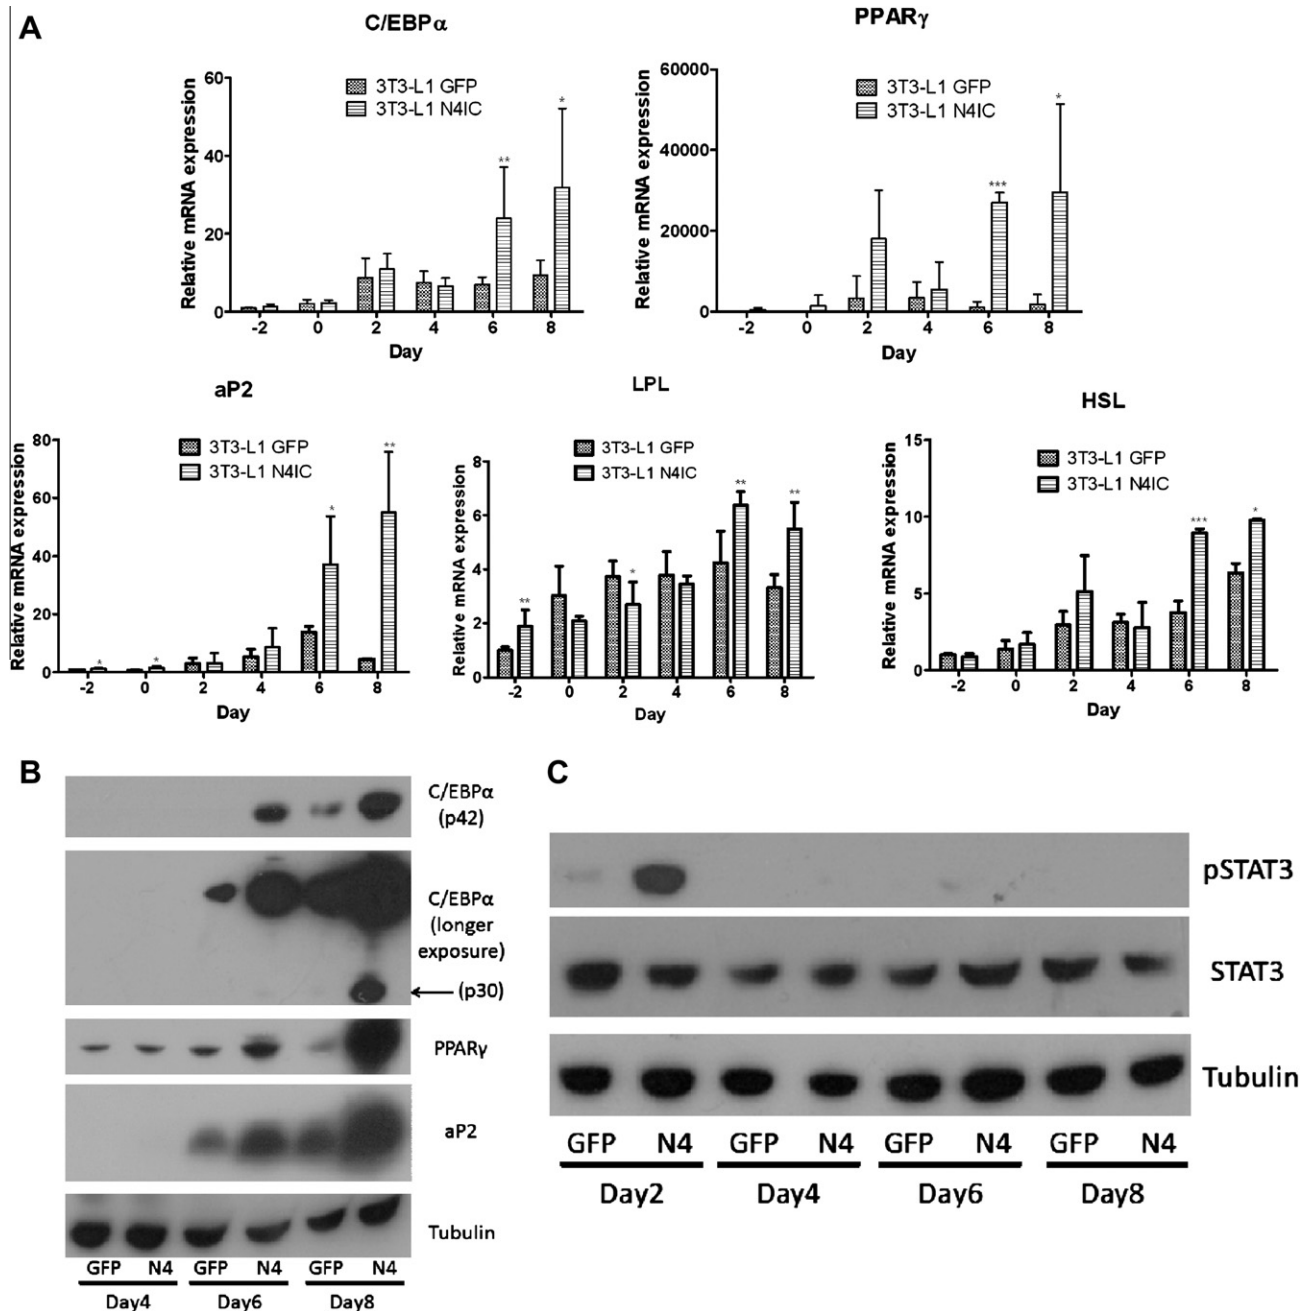 A
C/EBPα
Relative mRNA expression
60
40
20
0
3T3-L1 GFP
3T3-L1 N4IC
**
*
-2 0 2 4 6 8
Day
PPARγ
Relative mRNA expression
60000
40000
20000
0
3T3-L1 GFP
3T3-L1 N4IC
***
*
-2 0 2 4 6 8
Day
aP2
Relative mRNA expression
80
60
40
20
0
3T3-L1 GFP
3T3-L1 N4IC
* * * **
-2 0 2 4 6 8
Day
LPL
Relative mRNA expression
8
6
4
2
0
3T3-L1 GFP
3T3-L1 N4IC
** * ** **
-2 0 2 4 6 8
Day
HSL
Relative mRNA expression
15
10
5
0
3T3-L1 GFP
3T3-L1 N4IC
*** *
-2 0 2 4 6 8
Day
B
C/EBPα
(p42)
C/EBPα
(longer
exposure)
(p30)
PPARγ
aP2
Tubulin
GFP N4 GFP N4 GFP N4
Day4 Day6 Day8
C
pSTAT3
STAT3
Tubulin
GFP N4 GFP N4 GFP N4 GFP N4
Day2 Day4 Day6 Day8